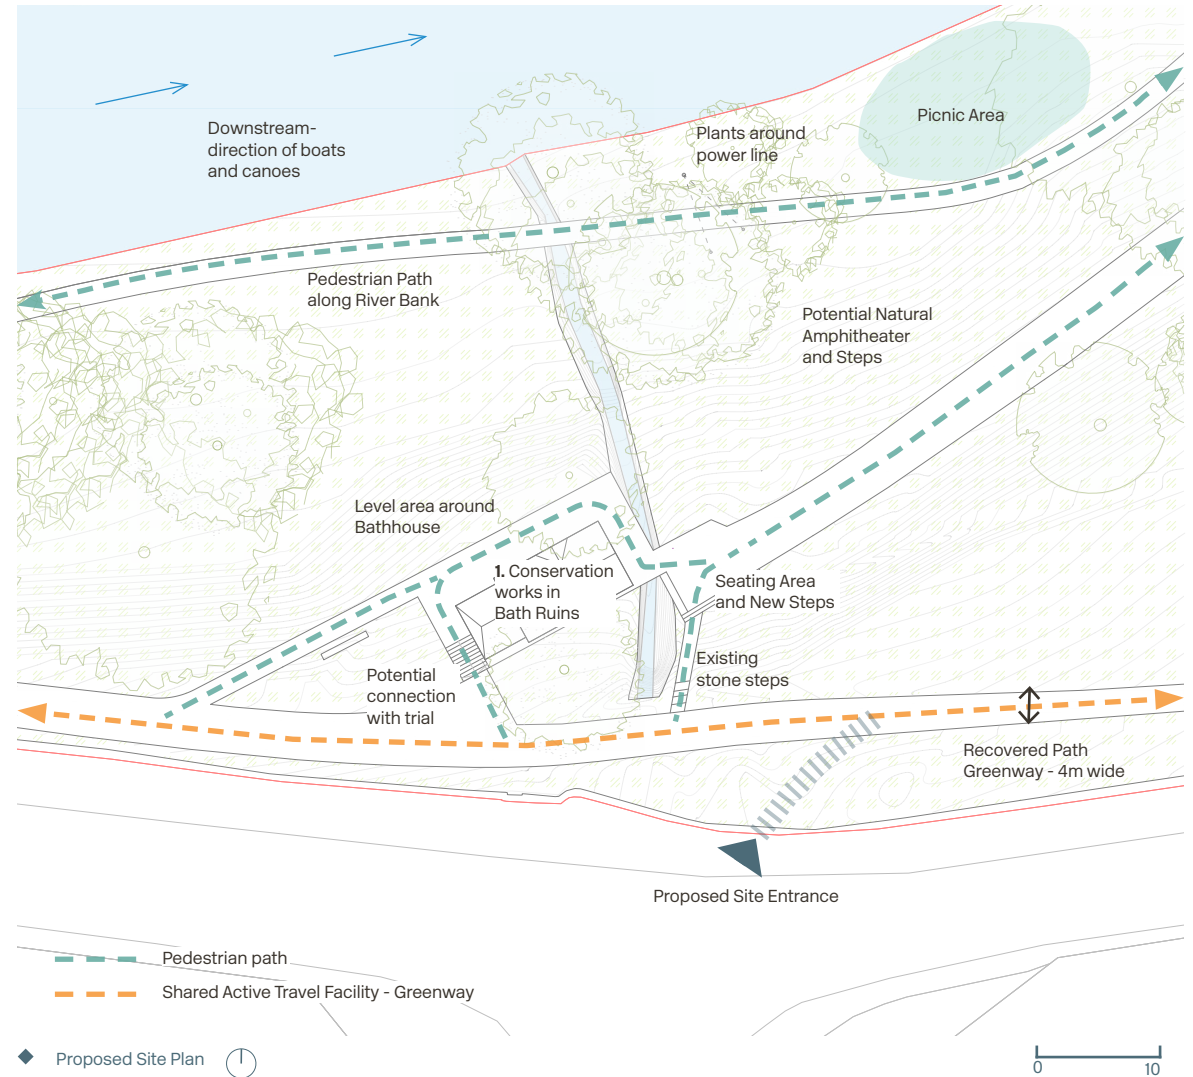 Downstream-
direction of boats
and canoes
Plants around
power line
Picnic Area
Pedestrian Path
along River Bank
Potential Natural
Amphitheater
and Steps
Level area around
Bathhouse
1. Conservation
works in
Bath Ruins
Seating Area
and New Steps
Potential
connection
with trial
Existing
stone steps
Recovered Path
Greenway - 4m wide
Proposed Site Entrance
Pedestrian path
Shared Active Travel Facility - Greenway
Proposed Site Plan
0 10